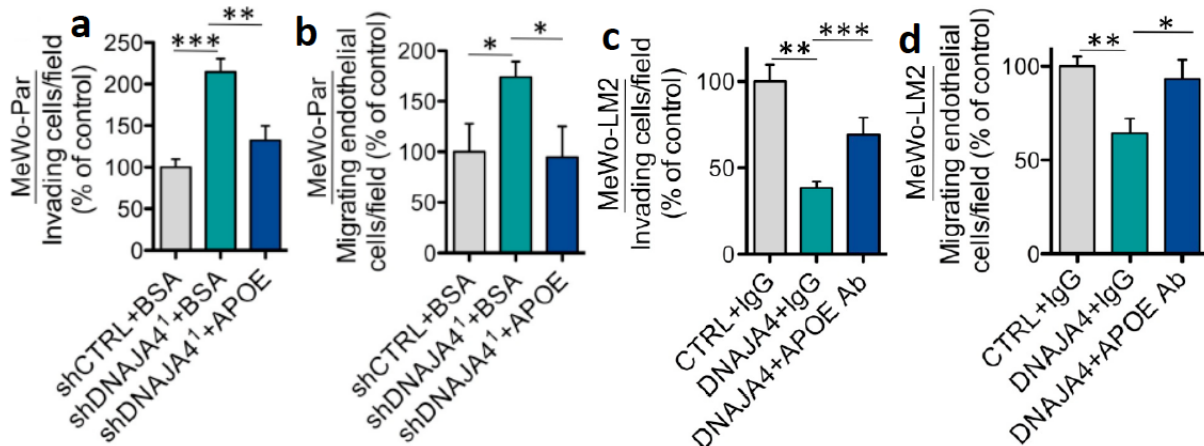 a
MeWo-Par
Invading cells/field
(% of control)
250
200
150
100
50
0
***
**
shCTRL+BSA
shDNAJA4¹+BSA
shDNAJA4¹+APOE
b
MeWo-Par
Migrating endothelial
cells/field (% of control)
200
150
100
50
0
*
*
shCTRL+BSA
shDNAJA4¹+BSA
shDNAJA4¹+APOE
c
MeWo-LM2
Invading cells/field
(% of control)
100
50
0
**
***
CTRL+IgG
DNAJA4+IgG
DNAJA4+APOE Ab
d
MeWo-LM2
Migrating endothelial
cells/field (% of control)
100
50
0
**
*
CTRL+IgG
DNAJA4+IgG
DNAJA4+APOE Ab